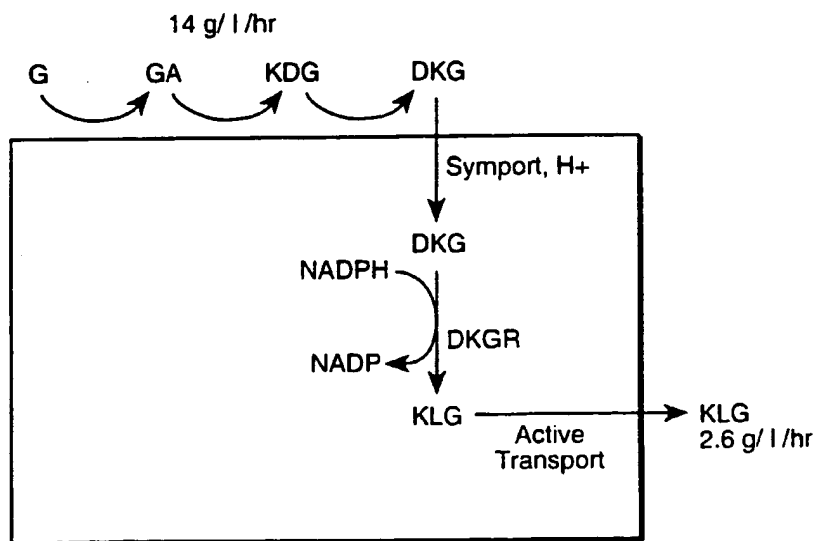 14 g/ l /hr
G GA KDG DKG
Symport, H+
DKG
NADPH
DKGR
NADP
KLG
Active
Transport
KLG
2.6 g/ l /hr